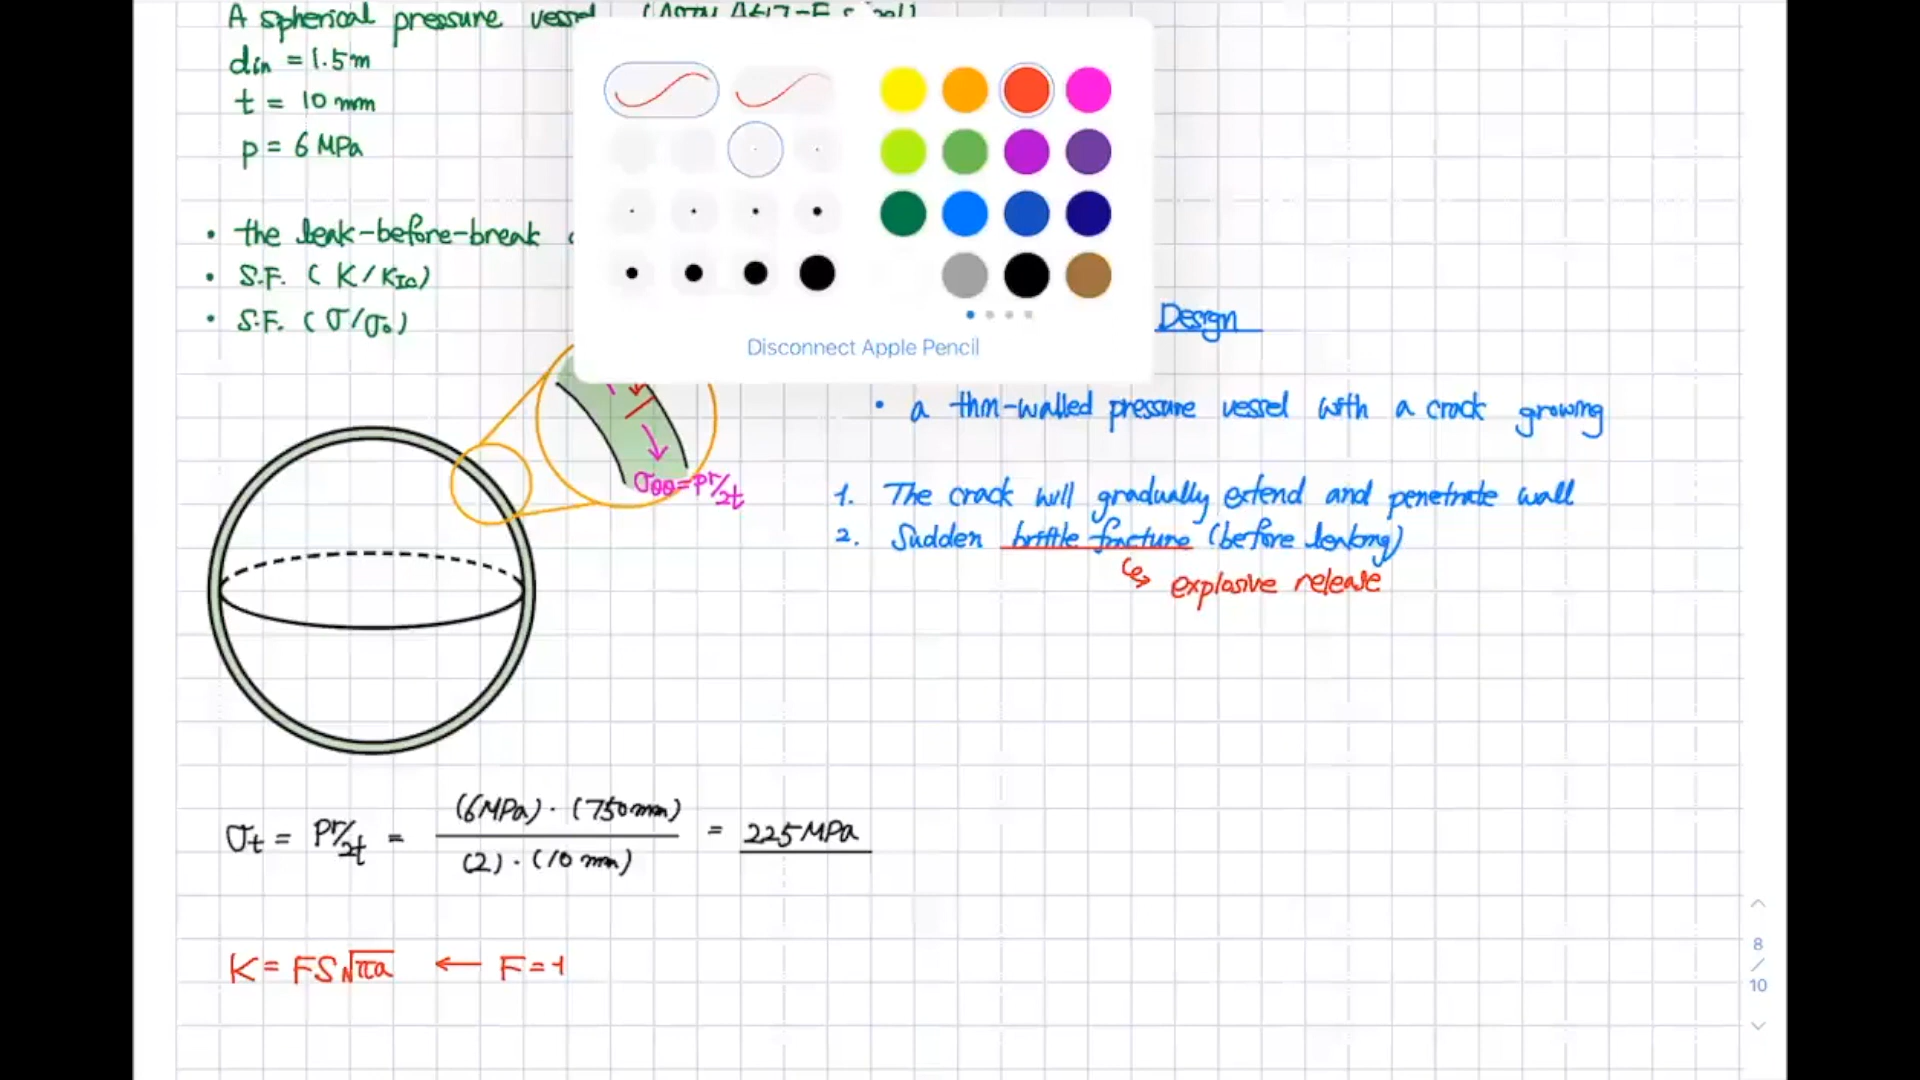 A spherical pressure vessel
din = 1.5m
t = 10 mm
p = 6 MPa
• the leak-before-break
• S.F. ( K / KIC )
• S.F. ( σ / σo )
Disconnect Apple Pencil
Design
• a thin-walled pressure vessel with a crack growing
σθθ = pr/2t
1. The crack will gradually extend and penetrate wall
2. Sudden brittle fracture (before leaking)
↳ explosive release
σt = Pr/2t = (6MPa) · (750mm) / (2) · (10 mm) = 225MPa
K = FS√πa ← F = 1
8
/
10